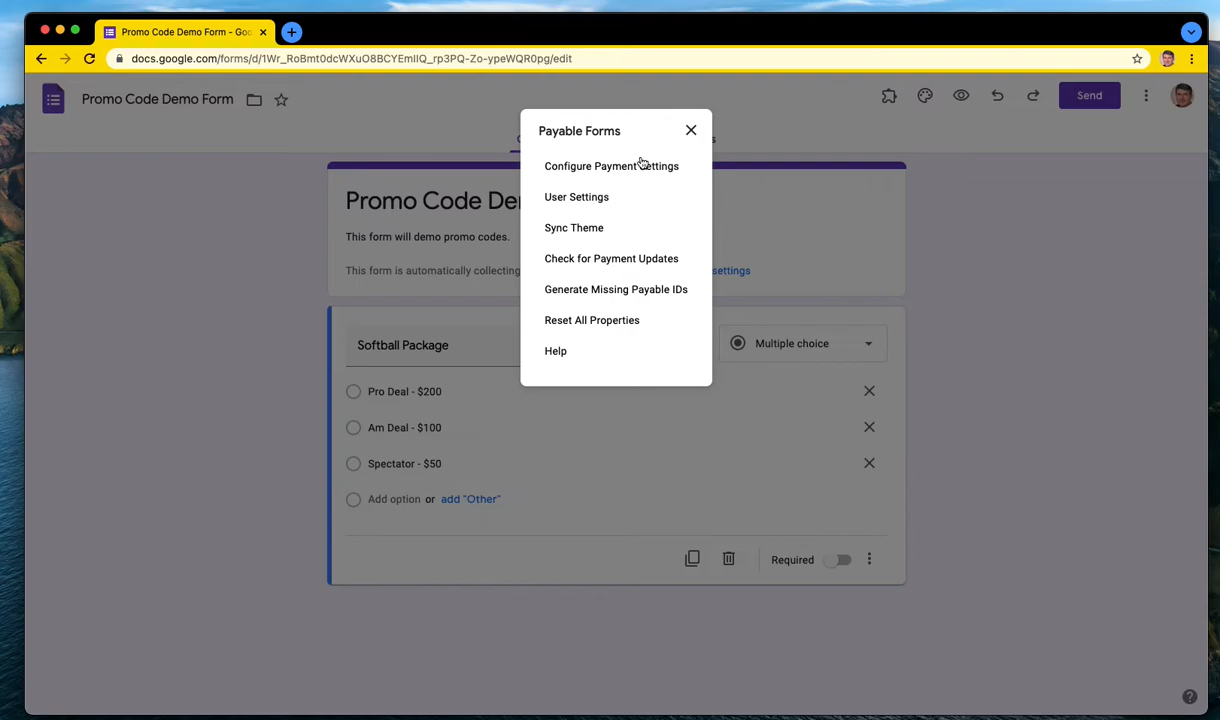 Promo Code Demo Form - Goo
docs.google.com/forms/d/1Wr_RoBmt0dcWXuO8BCYEmIlQ_rp3PQ-Zo-ypeWQR0pg/edit
Promo Code Demo Form
Send
Payable Forms
Configure Payment Settings
User Settings
Sync Theme
Check for Payment Updates
Generate Missing Payable IDs
Reset All Properties
Help
Promo Code De
This form will demo promo codes.
This form is automatically collecting
settings
Softball Package
Multiple choice
Pro Deal - $200
Am Deal - $100
Spectator - $50
Add option or add "Other"
Required